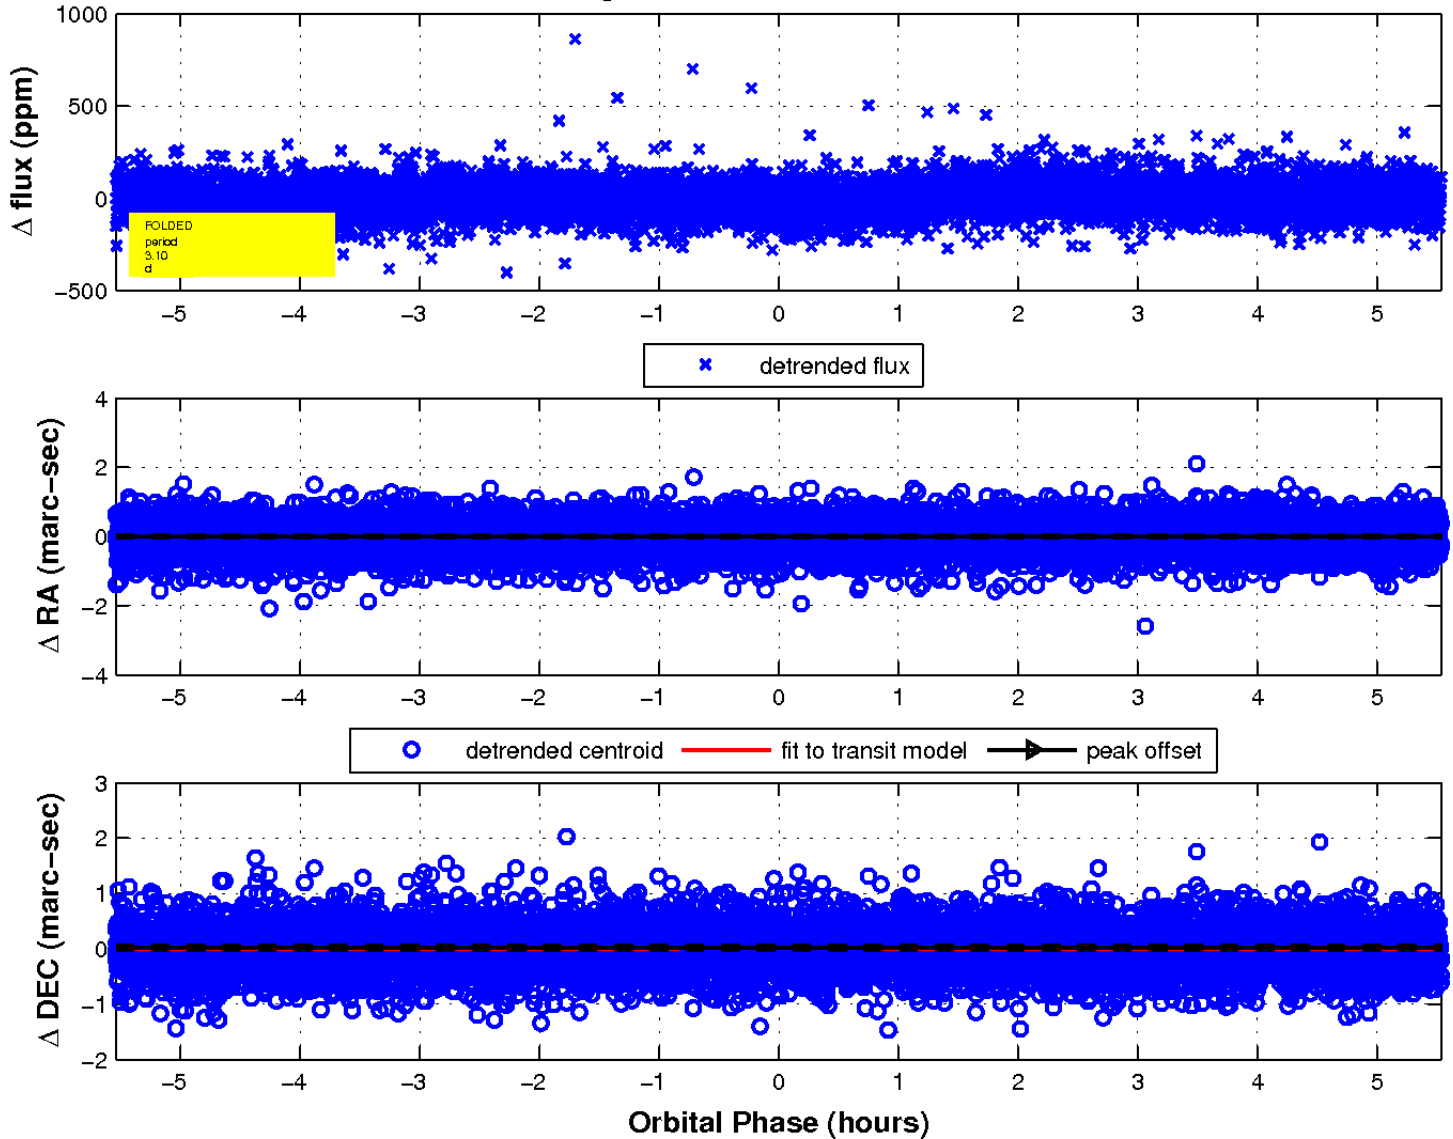 1000
500
0
−500
Δ flux (ppm)
FOLDED
period
3.10
d
−5 −4 −3 −2 −1 0 1 2 3 4 5
detrended flux
4
2
0
−2
−4
Δ RA (marc−sec)
−5 −4 −3 −2 −1 0 1 2 3 4 5
detrended centroid fit to transit model peak offset
3
2
1
0
−1
−2
Δ DEC (marc−sec)
−5 −4 −3 −2 −1 0 1 2 3 4 5
Orbital Phase (hours)